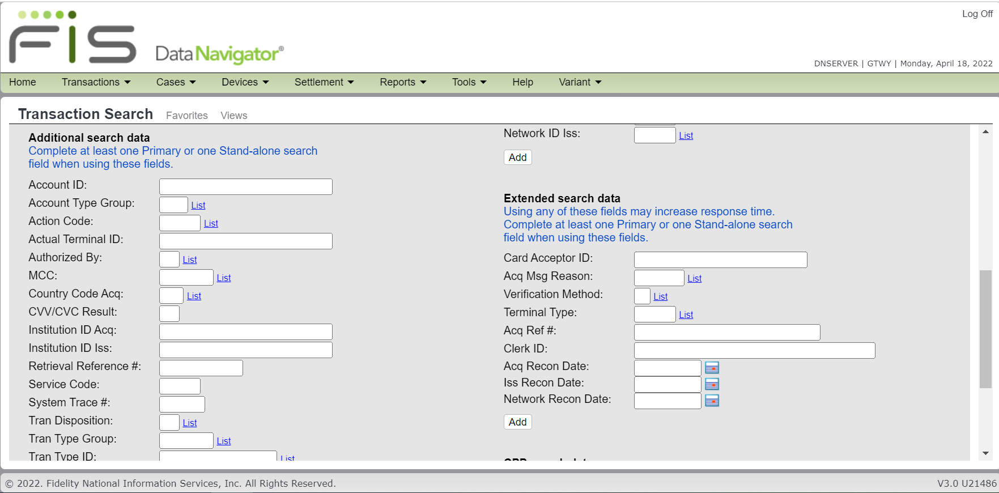 FIS
Data Navigator®
Log Off
DNSERVER | GTWY | Monday, April 18, 2022
Home Transactions Cases Devices Settlement Reports Tools Help Variant
Transaction Search Favorites Views
Additional search data
Complete at least one Primary or one Stand-alone search
field when using these fields.
Account ID:
Account Type Group: List
Action Code: List
Actual Terminal ID:
Authorized By: List
MCC: List
Country Code Acq: List
CVV/CVC Result:
Institution ID Acq:
Institution ID Iss:
Retrieval Reference #:
Service Code:
System Trace #:
Tran Disposition: List
Tran Type Group: List
Tran Type ID: List
Network ID Iss: List
Add
Extended search data
Using any of these fields may increase response time.
Complete at least one Primary or one Stand-alone search
field when using these fields.
Card Acceptor ID:
Acq Msg Reason: List
Verification Method: List
Terminal Type: List
Acq Ref #:
Clerk ID:
Acq Recon Date:
Iss Recon Date:
Network Recon Date:
Add
© 2022. Fidelity National Information Services, Inc. All Rights Reserved.
V3.0 U21486